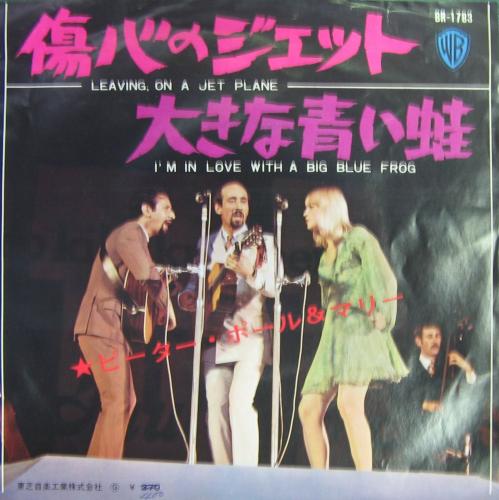 BR-1783
傷心のジェット
WB
LEAVING, ON A JET PLANE
大きな青い蛙
I'M IN LOVE WITH A BIG BLUE FROG
★ピーター・ポール&マリー
東芝音楽工業株式会社 Ⓖ ¥370